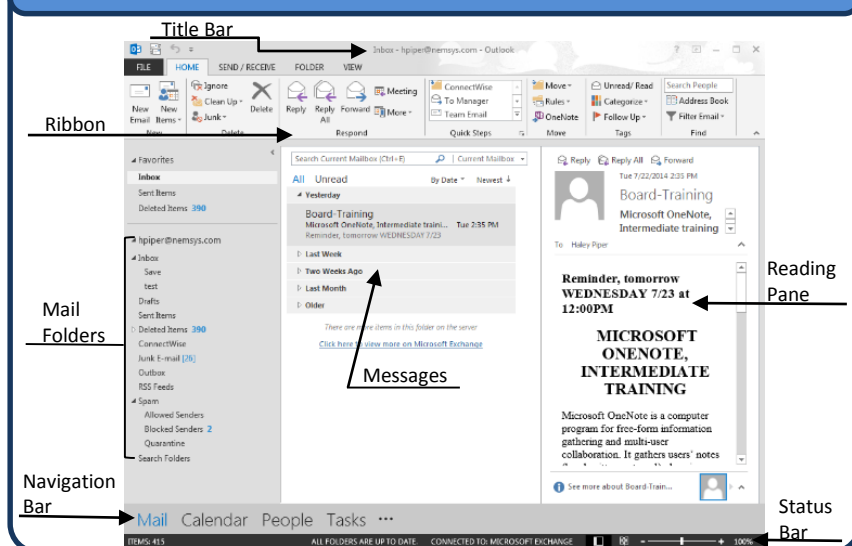 Title Bar
Inbox - hpiper@nemsys.com - Outlook
FILE HOME SEND / RECEIVE FOLDER VIEW
New Email
New Items
New
Ignore
Clean Up
Junk
Delete
Delete
Reply
Reply All
Forward
Meeting
More
Respond
ConnectWise
To Manager
Team Email
Quick Steps
Move
Rules
OneNote
Move
Unread/ Read
Categorize
Follow Up
Tags
Search People
Address Book
Filter Email
Find
Ribbon
Favorites
Inbox
Sent Items
Deleted Items 390
hpiper@nemsys.com
Inbox
Save
test
Drafts
Sent Items
Deleted Items 390
ConnectWise
Junk E-mail [26]
Outbox
RSS Feeds
Spam
Allowed Senders
Blocked Senders 2
Quarantine
Search Folders
Mail
Folders
Search Current Mailbox (Ctrl+E) Current Mailbox
All Unread By Date Newest ↓
Yesterday
Board-Training
Microsoft OneNote, Intermediate traini... Tue 2:35 PM
Reminder, tomorrow WEDNESDAY 7/23
Last Week
Two Weeks Ago
Last Month
Older
There are more items in this folder on the server
Click here to view more on Microsoft Exchange
Messages
Reply Reply All Forward
Tue 7/22/2014 2:35 PM
Board-Training
Microsoft OneNote,
Intermediate training
To Haley Piper
Reminder, tomorrow
WEDNESDAY 7/23 at
12:00PM
MICROSOFT
ONENOTE,
INTERMEDIATE
TRAINING
Microsoft OneNote is a computer
program for free-form information
gathering and multi-user
collaboration. It gathers users' notes
See more about Board-Train...
Reading
Pane
Navigation
Bar
Mail Calendar People Tasks •••
Status
Bar
ITEMS: 415 ALL FOLDERS ARE UP TO DATE. CONNECTED TO: MICROSOFT EXCHANGE 100%